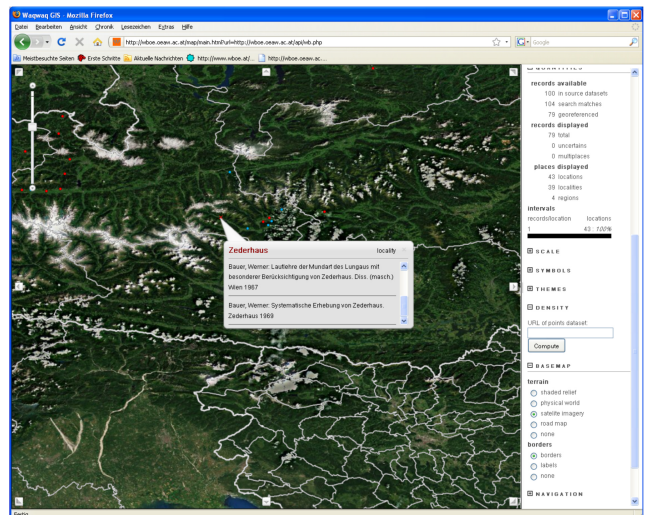 Waqwaq GIS - Mozilla Firefox
Datei Bearbeiten Ansicht Chronik Lesezeichen Extras Hilfe
http://wboe.oeaw.ac.at/map/main.html?url=http://wboe.oeaw.ac.at/api/wb.php
Google
Meistbesuchte Seiten Erste Schritte Aktuelle Nachrichten http://www.wboe.at/... http://wboe.oeaw.ac...
QUANTITIES
records available
100 in source datasets
104 search matches
79 georeferenced
records displayed
79 total
0 uncertains
0 multiplaces
places displayed
43 locations
39 localities
4 regions
intervals
records/location locations
1 43 : 100%
SCALE
SYMBOLS
THEMES
DENSITY
URL of points dataset:
Compute
BASEMAP
terrain
shaded relief
physical world
satelite imagery
road map
none
borders
borders
labels
none
NAVIGATION
Zederhaus locality
Bauer, Werner: Lautlehre der Mundart des Lungaus mit
besonderer Berücksichtigung von Zederhaus. Diss. (masch.)
Wien 1967
Bauer, Werner: Systematische Erhebung von Zederhaus.
Zederhaus 1969
Fertig